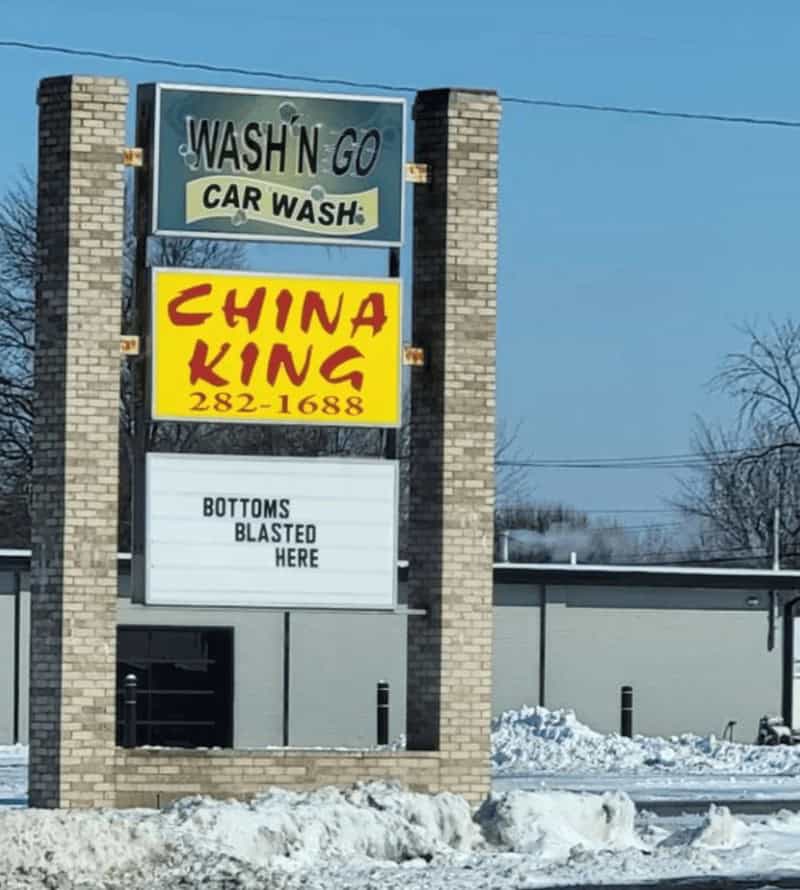 WASH'N GO
CAR WASH
CHINA
KING
282-1688
BOTTOMS
BLASTED
HERE